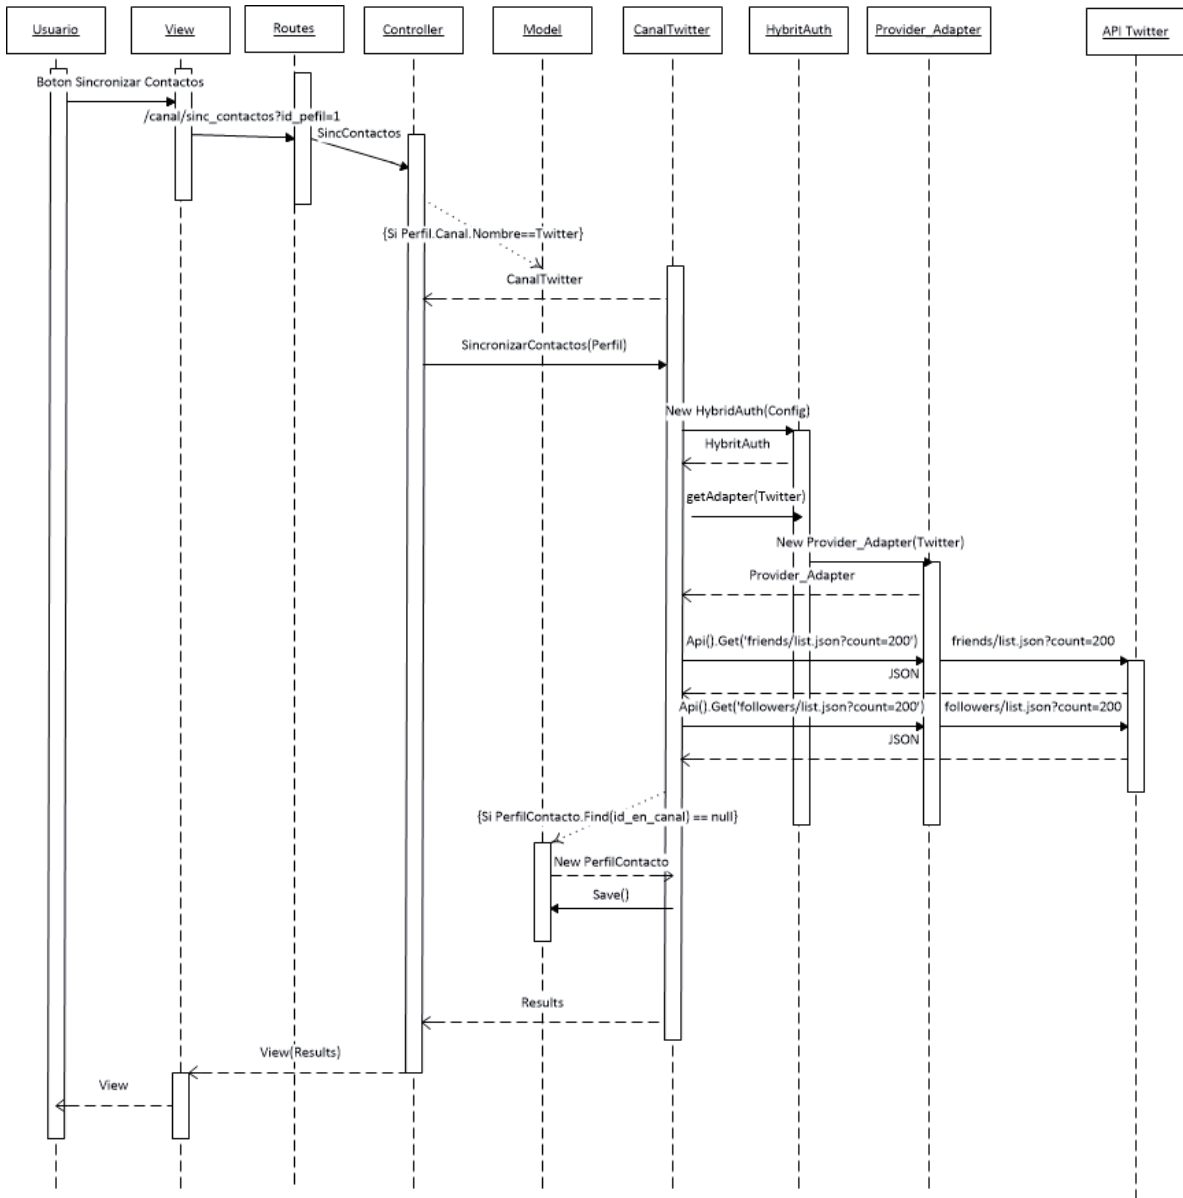 Usuario
View
Routes
Controller
Model
CanalTwitter
HybritAuth
Provider_Adapter
API Twitter
Boton Sincronizar Contactos
/canal/sinc_contactos?id_pefil=1
SincContactos
{Si Perfil.Canal.Nombre==Twitter}
CanalTwitter
SincronizarContactos(Perfil)
New HybridAuth(Config)
HybritAuth
getAdapter(Twitter)
New Provider_Adapter(Twitter)
Provider_Adapter
Api().Get('friends/list.json?count=200')
friends/list.json?count=200
JSON
Api().Get('followers/list.json?count=200')
followers/list.json?count=200
JSON
{Si PerfilContacto.Find(id_en_canal) == null}
New PerfilContacto
Save()
Results
View(Results)
View